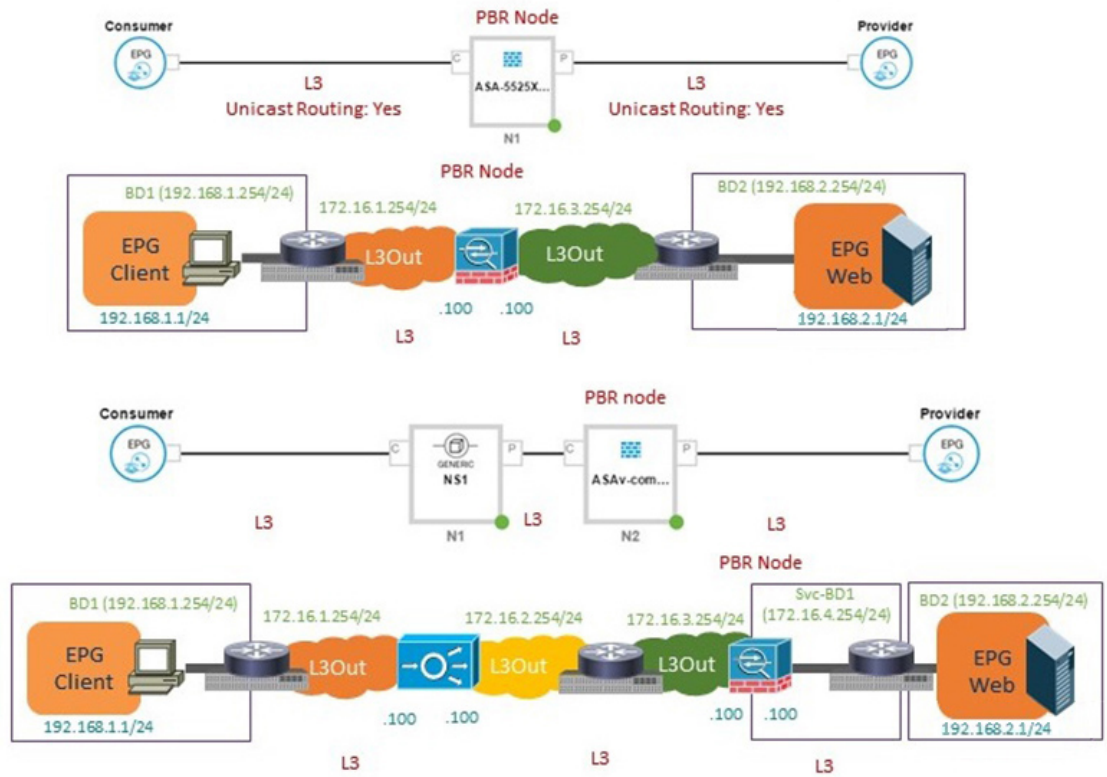 PBR Node
Consumer
Provider
EPG
C
ASA-5525X...
P
EPG
L3
Unicast Routing: Yes
L3
Unicast Routing: Yes
N1
PBR Node
BD1 (192.168.1.254/24)
172.16.1.254/24
172.16.3.254/24
BD2 (192.168.2.254/24)
EPG
Client
L3Out
L3Out
EPG
Web
192.168.1.1/24
.100
.100
192.168.2.1/24
L3
L3
PBR node
Consumer
Provider
EPG
C
GENERIC
NS1
P
C
ASAv-com...
P
EPG
L3
N1
L3
N2
L3
PBR Node
BD1 (192.168.1.254/24)
172.16.1.254/24
172.16.2.254/24
172.16.3.254/24
Svc-BD1
(172.16.4.254/24)
BD2 (192.168.2.254/24)
EPG
Client
L3Out
L3Out
L3Out
EPG
Web
192.168.1.1/24
.100
.100
.100
.100
192.168.2.1/24
L3
L3
L3